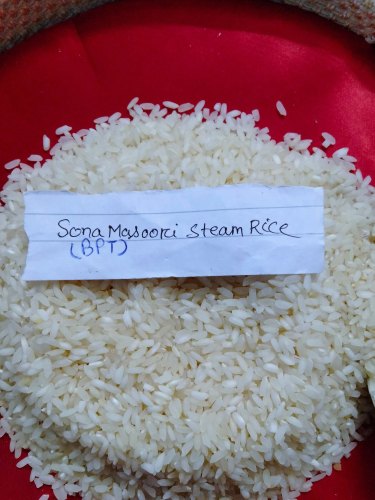 Sona Masoori Steam Rice
(BPT)